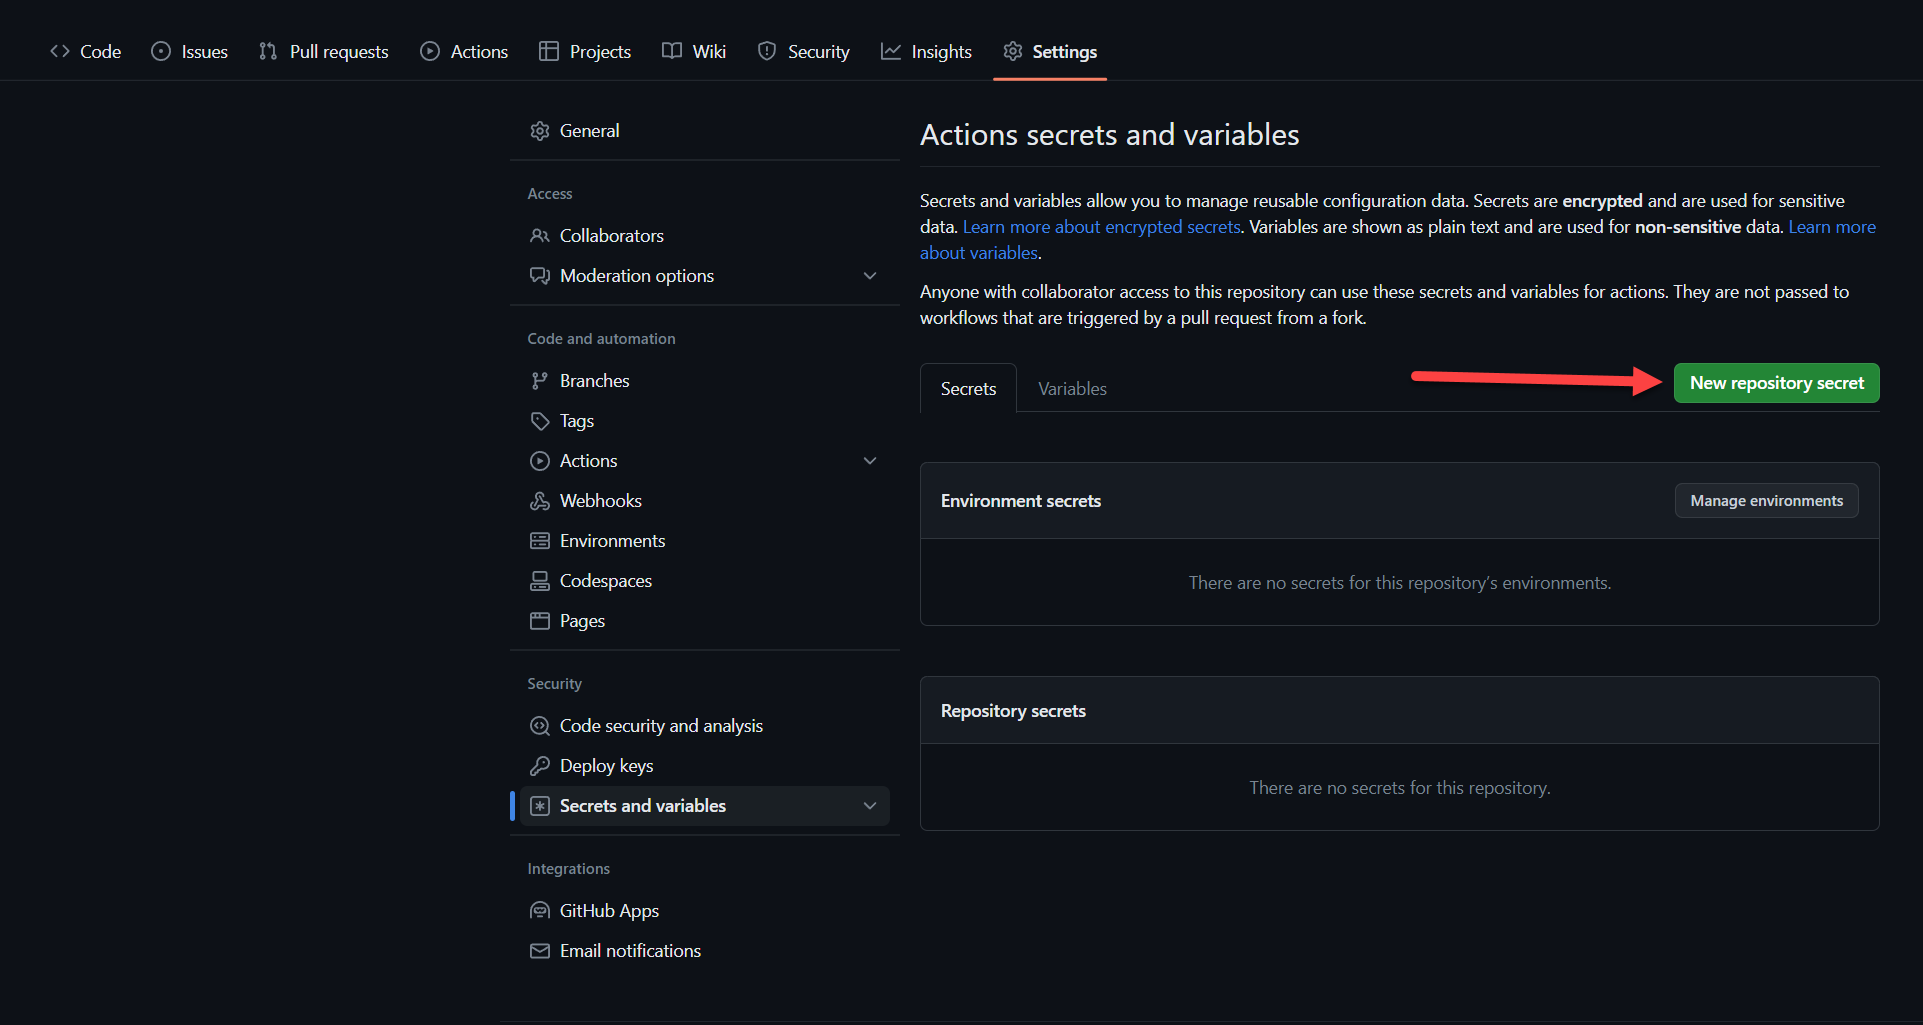 Code Issues Pull requests Actions Projects Wiki Security Insights Settings
General
Access
Collaborators
Moderation options
Code and automation
Branches
Tags
Actions
Webhooks
Environments
Codespaces
Pages
Security
Code security and analysis
Deploy keys
Secrets and variables
Integrations
GitHub Apps
Email notifications
Actions secrets and variables
Secrets and variables allow you to manage reusable configuration data. Secrets are encrypted and are used for sensitive
data. Learn more about encrypted secrets. Variables are shown as plain text and are used for non-sensitive data. Learn more
about variables.
Anyone with collaborator access to this repository can use these secrets and variables for actions. They are not passed to
workflows that are triggered by a pull request from a fork.
Secrets Variables New repository secret
Environment secrets Manage environments
There are no secrets for this repository’s environments.
Repository secrets
There are no secrets for this repository.